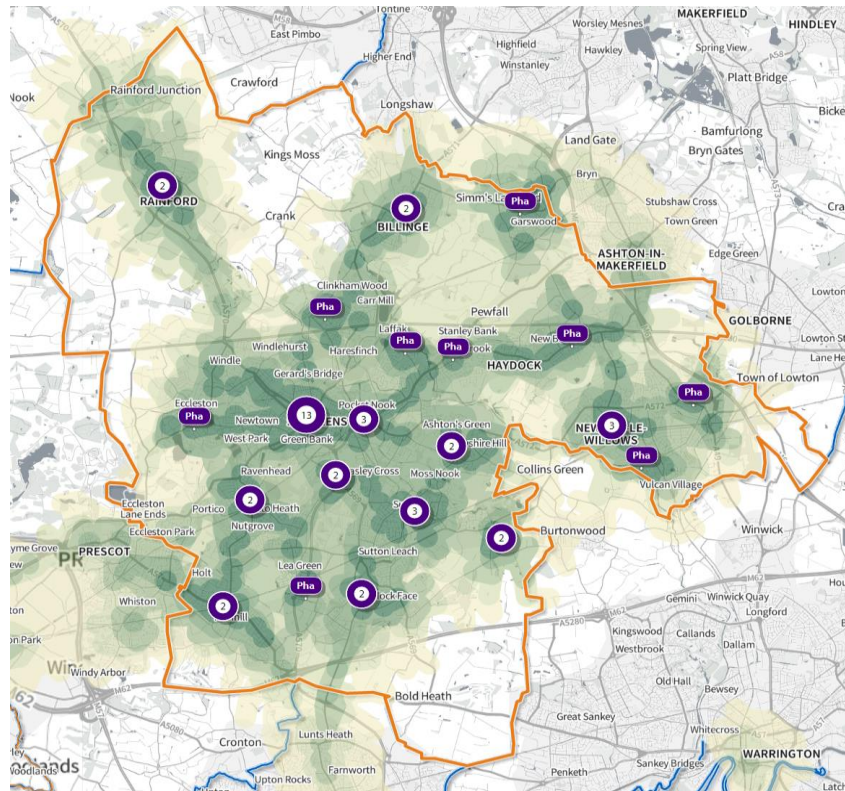 Tontine
MAKERFIELD
HINDLEY
East Pimbo
Worsley Mesnes
Highfield
Hawkley
Spring View
Higher End
Winstanley
Platt Bridge
Rainford Junction
Crawford
Longshaw
Bamfurlong
Land Gate
Bryn Gates
Kings Moss
Bryn
2
RAINFORD
Stubshaw Cross
Pha
Crank
2
Town Green
BILLINGE
Garswood
Edge Green
ASHTON-IN-
MAKERFIELD
Clinkham Wood
Carr Mill
Pha
Pewfall
GOLBORNE
Laffak
Stanley Bank
Pha
Pha
Pha
Windlehurst
Haresfinch
Windle
HAYDOCK
Gerard's Bridge
Town of Lowton
Eccleston
Pha
Pha
A572
13
3
Newtown
Ashton's Green
3
West Park
Green Bank
2
WILLOWS
Pha
Ravenhead
2
Moss Nook
Collins Green
Vulcan Village
Eccleston
Lane Ends
Portico
2
3
Eccleston Park
Nutgrove
2
Burtonwood
Winwick
PRESCOT
Sutton Leach
Holt
Lea Green
M62
Pha
Whiston
2
2
Gemini
Winwick Quay
Longford
A5280
Kingswood
Callands
Westbrook
Dallam
Windy Arbor
M62
Old Hall
Bewsey
Bold Heath
Great Sankey
Whitecross
A57
A5080
Cronton
Lunts Heath
WARRINGTON
Penketh
Sankey Bridges
Farnworth
Upton Rocks